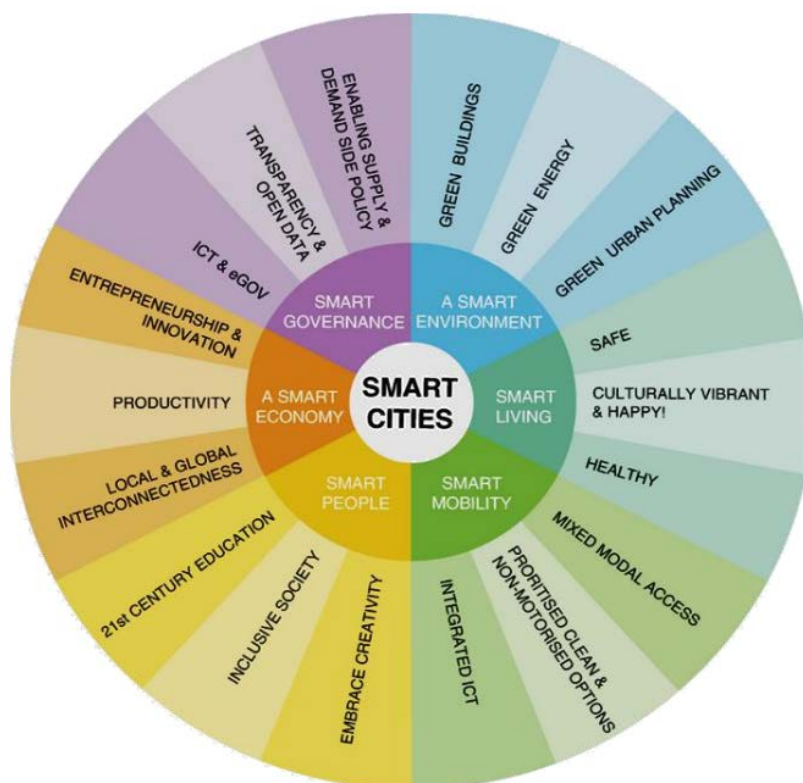 SMART
CITIES
A SMART
ENVIRONMENT
GREEN BUILDINGS
GREEN ENERGY
GREEN URBAN PLANNING
SMART
LIVING
SAFE
CULTURALLY VIBRANT
& HAPPY!
HEALTHY
SMART
MOBILITY
MIXED MODAL ACCESS
PRIORITISED CLEAN &
NON-MOTORISED OPTIONS
INTEGRATED ICT
SMART
PEOPLE
EMBRACE CREATIVITY
INCLUSIVE SOCIETY
21st CENTURY EDUCATION
A SMART
ECONOMY
LOCAL & GLOBAL
INTERCONNECTEDNESS
PRODUCTIVITY
ENTREPRENEURSHIP &
INNOVATION
SMART
GOVERNANCE
ICT & eGOV
TRANSPARENCY &
OPEN DATA
ENABLING SUPPLY &
DEMAND SIDE POLICY